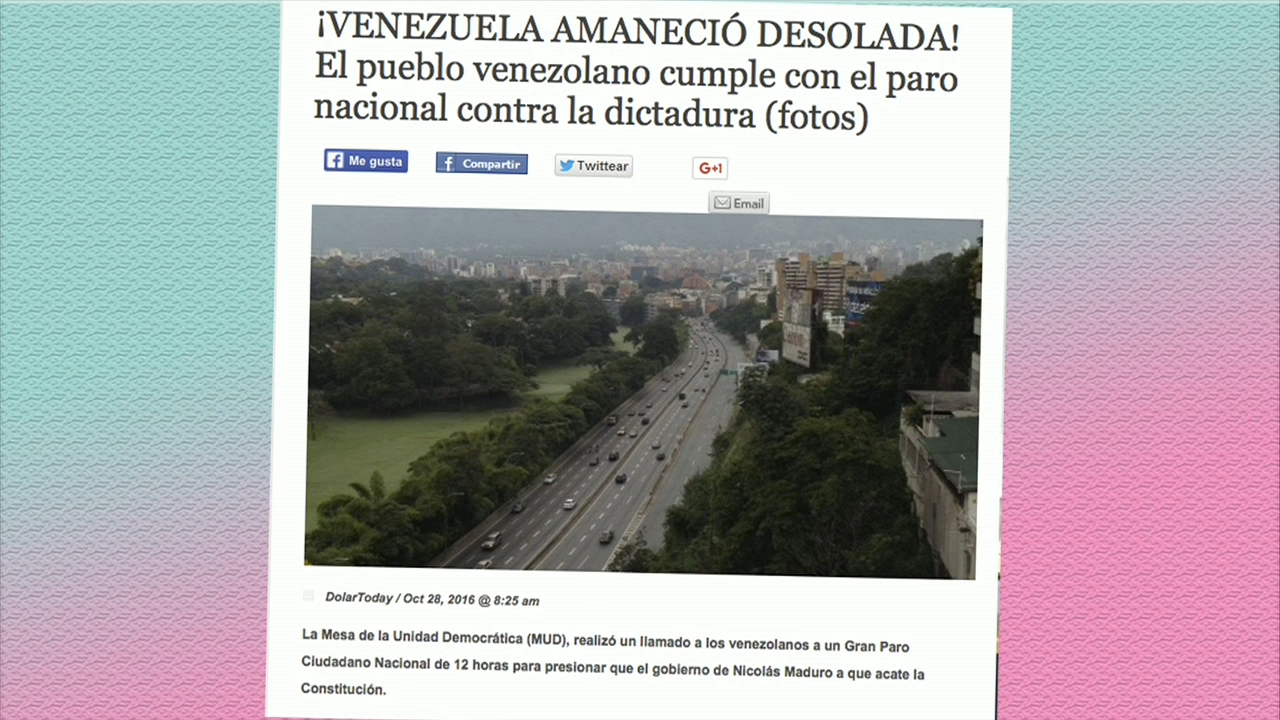 ¡VENEZUELA AMANECIÓ DESOLADA!
El pueblo venezolano cumple con el paro
nacional contra la dictadura (fotos)
Me gusta
Compartir
Twittear
G+1
Email
DolarToday / Oct 28, 2016 @ 8:25 am
La Mesa de la Unidad Democrática (MUD), realizó un llamado a los venezolanos a un Gran Paro
Ciudadano Nacional de 12 horas para presionar que el gobierno de Nicolás Maduro a que acate la
Constitución.